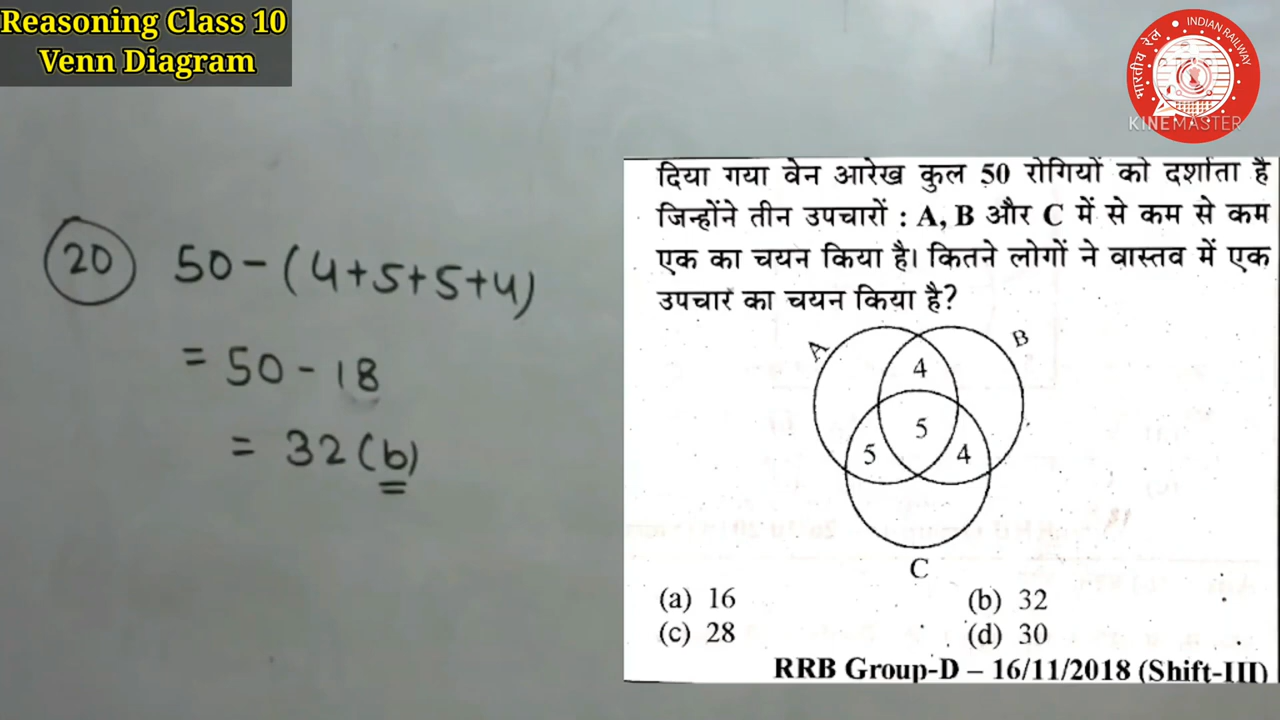 Reasoning Class 10
Venn Diagram
भारतीय रेल
INDIAN RAILWAY
KINEMASTER
20 50-(4+5+5+4)
= 50-18
= 32(b)
दिया गया वेन आरेख कुल 50 रोगियों को दर्शाता है
जिन्होंने तीन उपचारों : A, B और C में से कम से कम
एक का चयन किया है। कितने लोगों ने वास्तव में एक
उपचार का चयन किया है?
A
B
4
5
5
4
C
(a) 16
(b) 32
(c) 28
(d) 30
RRB Group-D – 16/11/2018 (Shift-III)